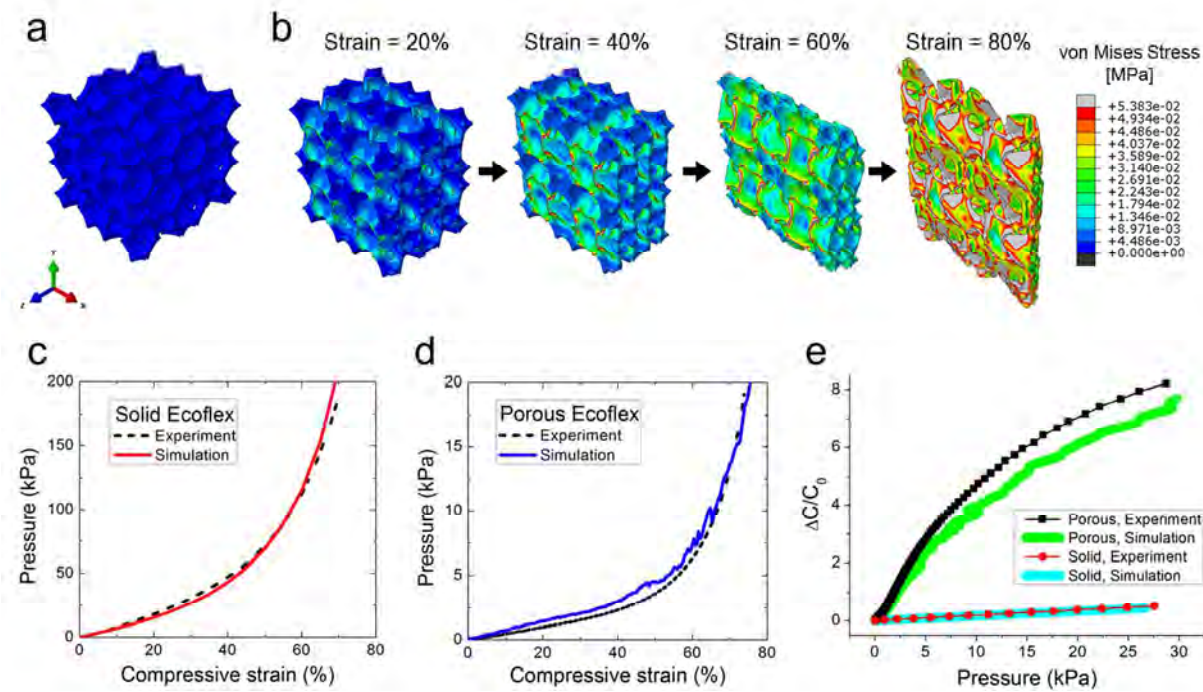 a
b
Strain = 20%
Strain = 40%
Strain = 60%
Strain = 80%
von Mises Stress
[MPa]
+5.383e-02
+4.934e-02
+4.486e-02
+4.037e-02
+3.589e-02
+3.140e-02
+2.691e-02
+2.243e-02
+1.794e-02
+1.346e-02
+8.971e-03
+4.486e-03
+0.000e+00
Y
Z
X
c
Pressure (kPa)
200
150
100
50
0
Solid Ecoflex
Experiment
Simulation
0 20 40 60 80
Compressive strain (%)
d
Pressure (kPa)
20
15
10
5
0
Porous Ecoflex
Experiment
Simulation
0 20 40 60 80
Compressive strain (%)
e
ΔC/C0
8
6
4
2
0
Porous, Experiment
Porous, Simulation
Solid, Experiment
Solid, Simulation
0 5 10 15 20 25 30
Pressure (kPa)